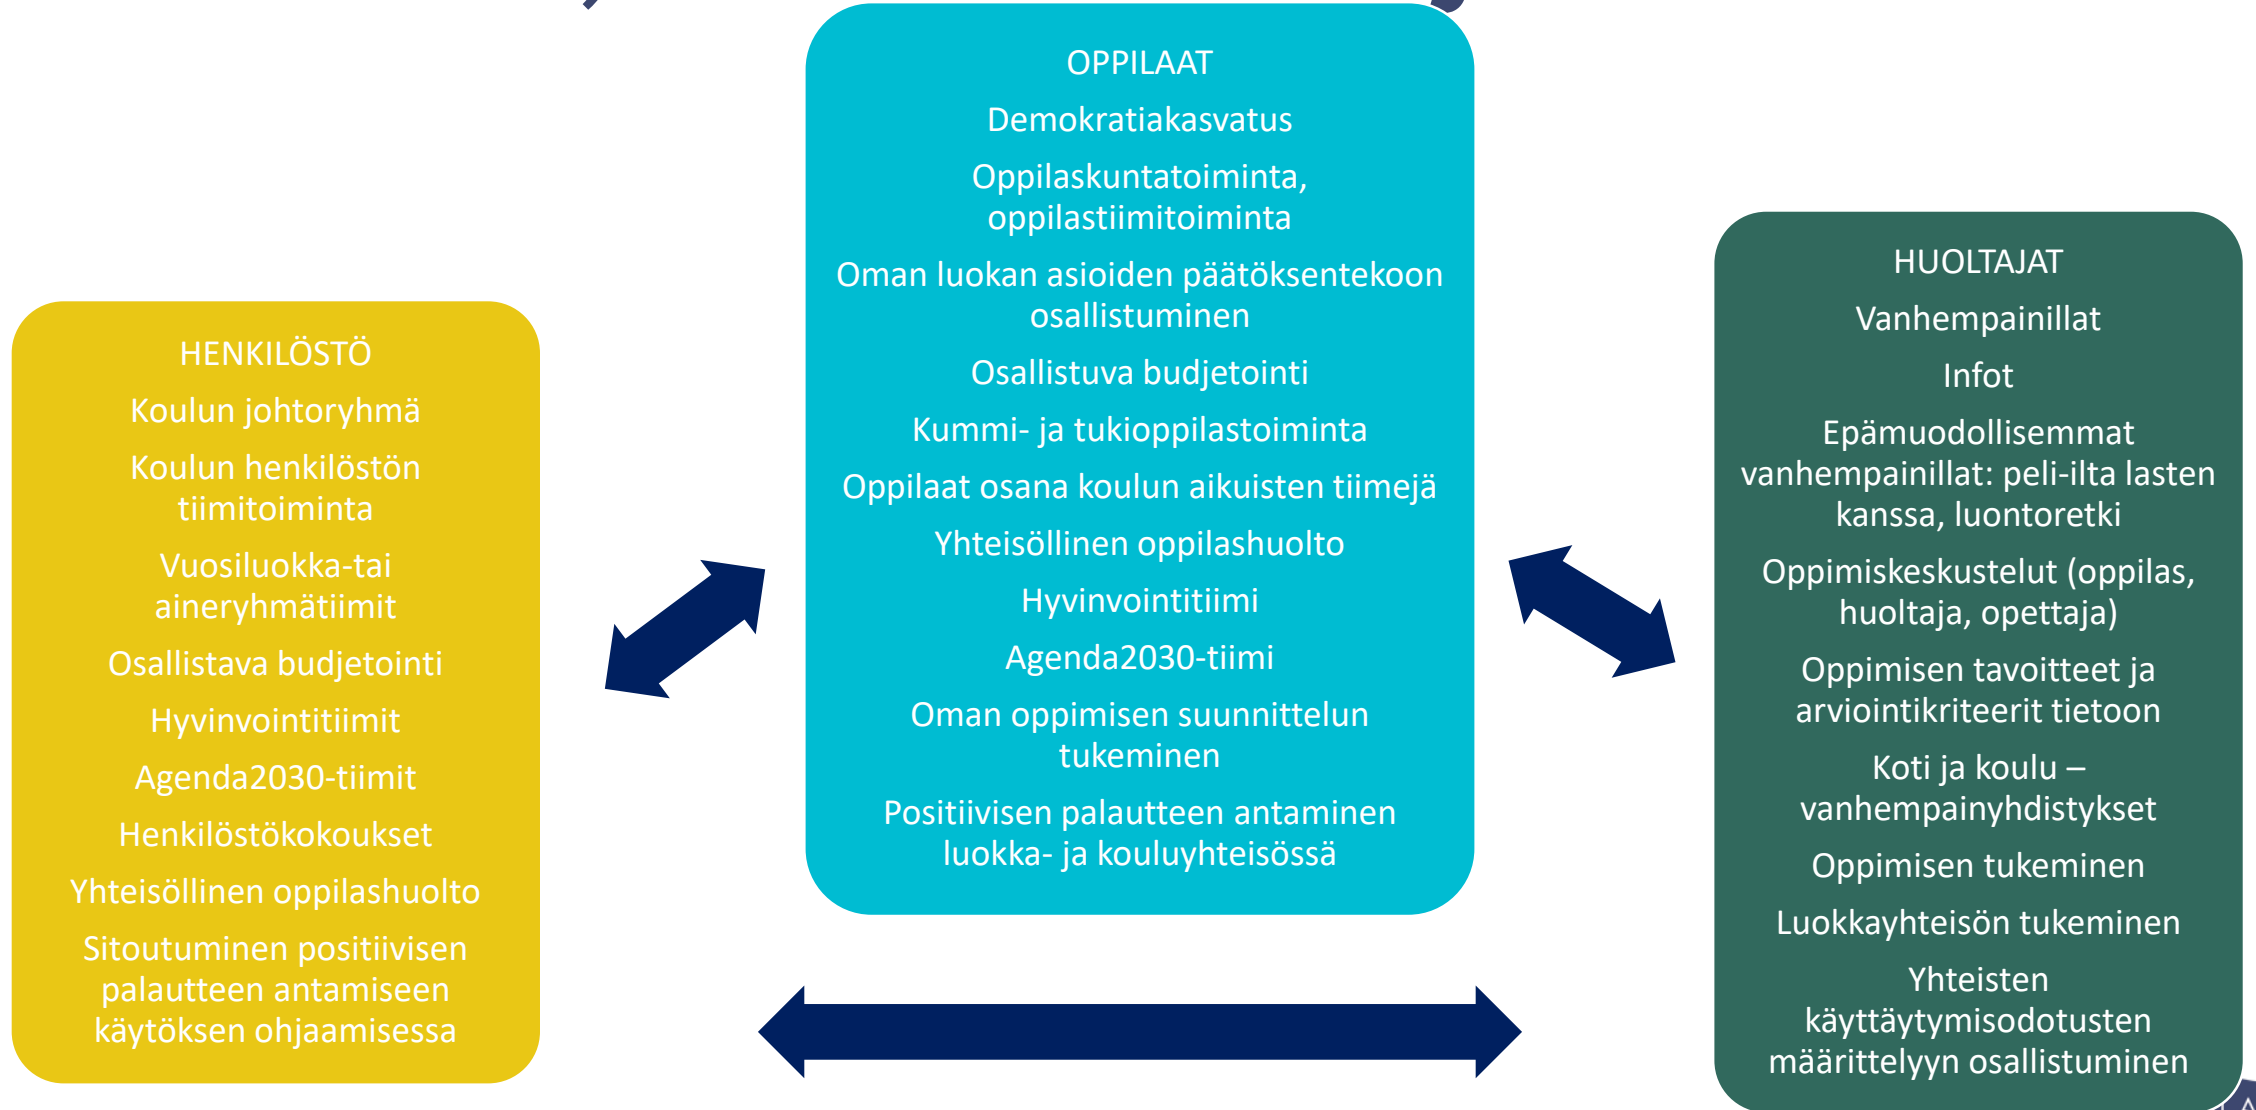 HENKILÖSTÖ
Koulun johtoryhmä
Koulun henkilöstön
tiimitoiminta
Vuosiluokka-tai
aineryhmätiimit
Osallistava budjetointi
Hyvinvointitiimit
Agenda2030-tiimit
Henkilöstökokoukset
Yhteisöllinen oppilashuolto
Sitoutuminen positiivisen
palautteen antamiseen
käytöksen ohjaamisessa
OPPILAAT
Demokratiakasvatus
Oppilaskuntatoiminta,
oppilastiimitoiminta
Oman luokan asioiden päätöksentekoon
osallistuminen
Osallistuva budjetointi
Kummi- ja tukioppilastoiminta
Oppilaat osana koulun aikuisten tiimejä
Yhteisöllinen oppilashuolto
Hyvinvointitiimi
Agenda2030-tiimi
Oman oppimisen suunnittelun
tukeminen
Positiivisen palautteen antaminen
luokka- ja kouluyhteisössä
HUOLTAJAT
Vanhempainillat
Infot
Epämuodollisemmat
vanhempainillat: peli-ilta lasten
kanssa, luontoretki
Oppimiskeskustelut (oppilas,
huoltaja, opettaja)
Oppimisen tavoitteet ja
arviointikriteerit tietoon
Koti ja koulu –
vanhempainyhdistykset
Oppimisen tukeminen
Luokkayhteisön tukeminen
Yhteisten
käyttäytymisodotusten
määrittelyyn osallistuminen